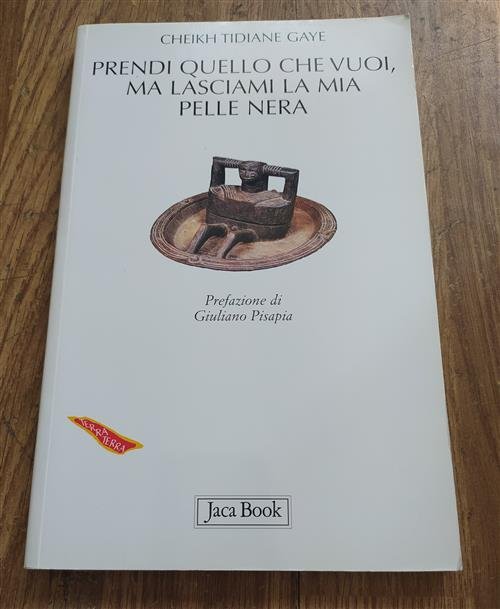 CHEIKH TIDIANE GAYE
PRENDI QUELLO CHE VUOI,
MA LASCIAMI LA MIA
PELLE NERA
Prefazione di
Giuliano Pisapia
TERRA
TERRA
Jaca Book